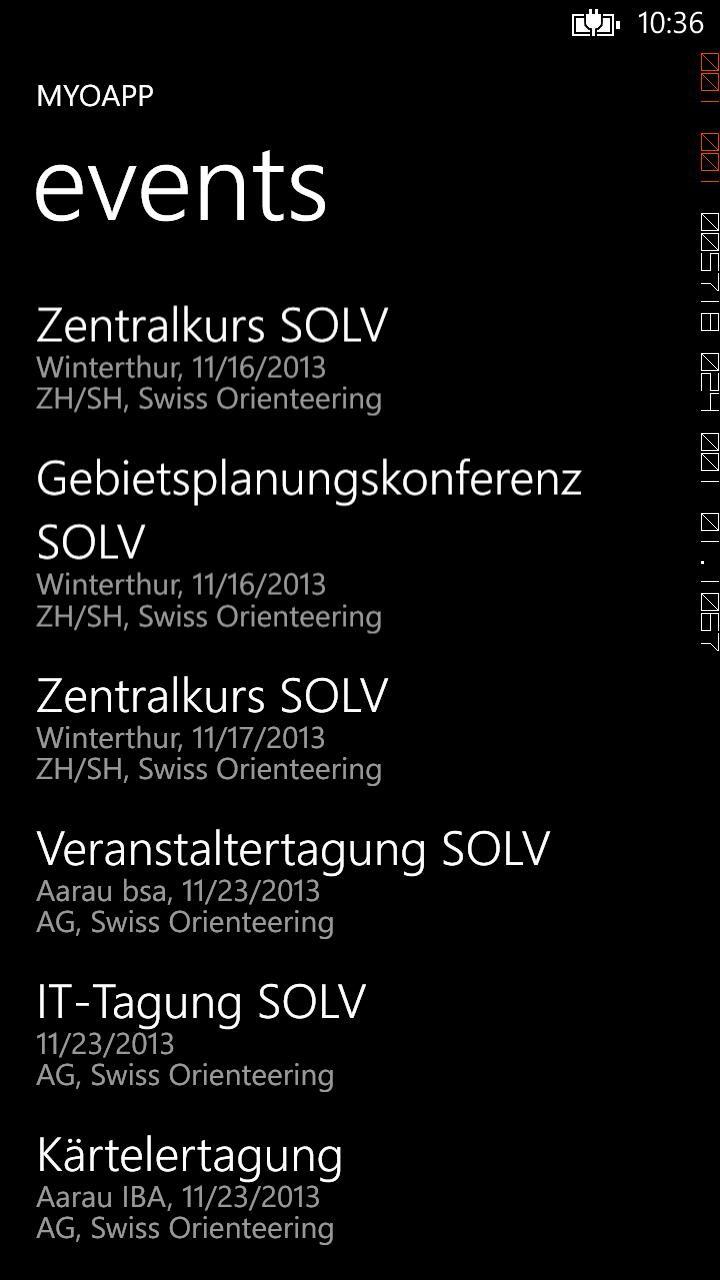 10:36
MYOAPP
events
Zentralkurs SOLV
Winterthur, 11/16/2013
ZH/SH, Swiss Orienteering
Gebietsplanungskonferenz
SOLV
Winterthur, 11/16/2013
ZH/SH, Swiss Orienteering
Zentralkurs SOLV
Winterthur, 11/17/2013
ZH/SH, Swiss Orienteering
Veranstaltertagung SOLV
Aarau bsa, 11/23/2013
AG, Swiss Orienteering
IT-Tagung SOLV
11/23/2013
AG, Swiss Orienteering
Kärtelertagung
Aarau IBA, 11/23/2013
AG, Swiss Orienteering